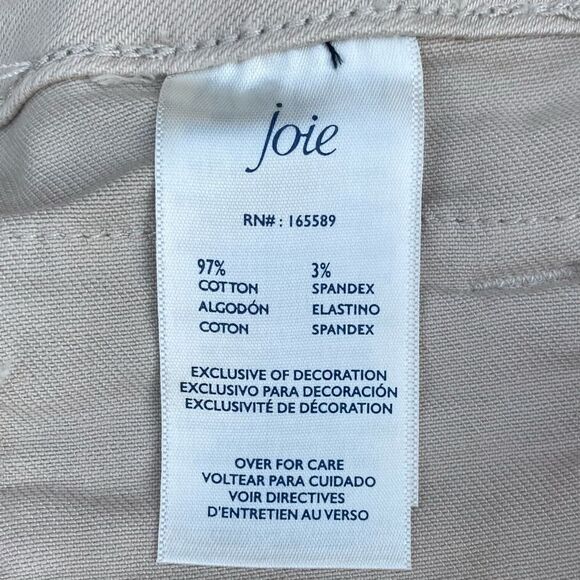 Joie
RN# : 165589
97% 3%
COTTON SPANDEX
ALGODÓN ELASTINO
COTON SPANDEX
EXCLUSIVE OF DECORATION
EXCLUSIVO PARA DECORACIÓN
EXCLUSIVITÉ DE DÉCORATION
OVER FOR CARE
VOLTEAR PARA CUIDADO
VOIR DIRECTIVES
D'ENTRETIEN AU VERSO